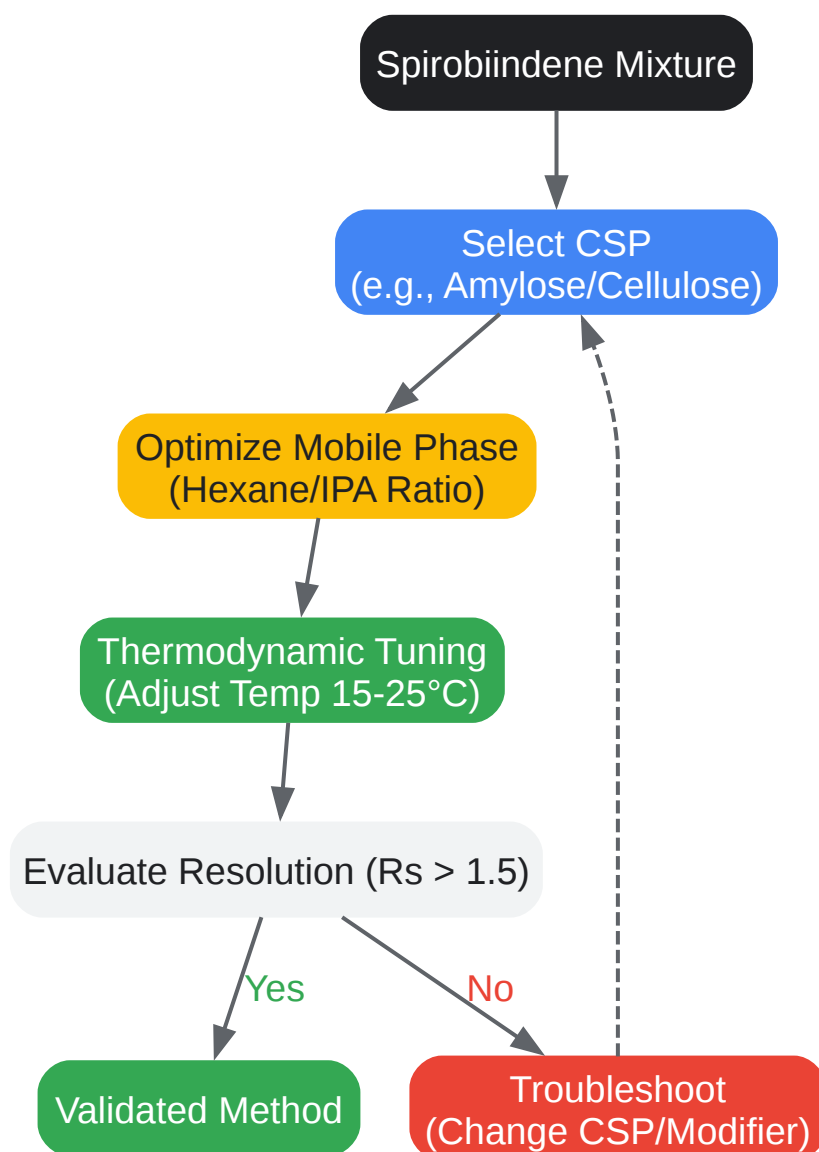 Spirobiindene Mixture
Select CSP
(e.g., Amylose/Cellulose)
Optimize Mobile Phase
(Hexane/IPA Ratio)
Thermodynamic Tuning
(Adjust Temp 15-25°C)
Evaluate Resolution (Rs > 1.5)
Yes
No
Validated Method
Troubleshoot
(Change CSP/Modifier)